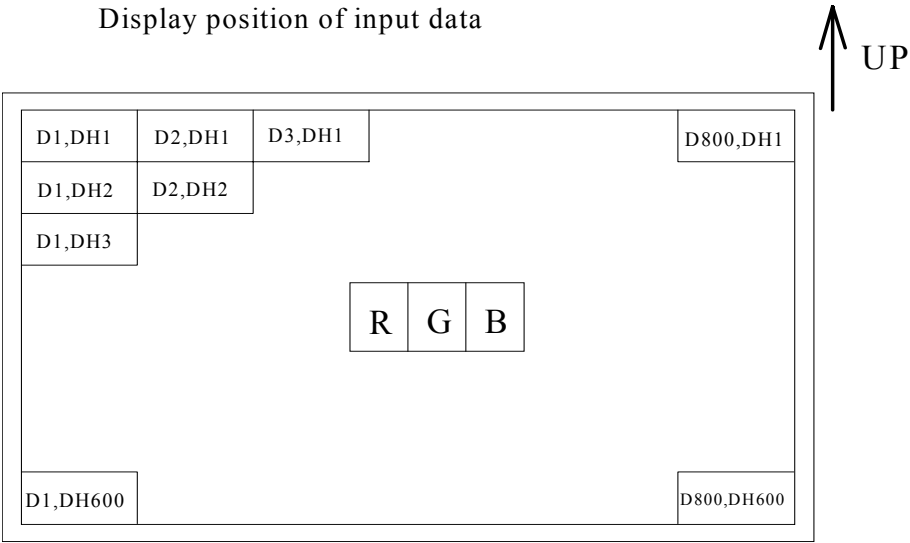 Display position of input data
UP
D1,DH1 D2,DH1 D3,DH1 D800,DH1
D1,DH2 D2,DH2
D1,DH3
R G B
D1,DH600 D800,DH600